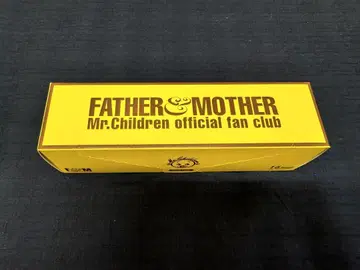 FATHER & MOTHER
Mr.Children official fan club
F&M